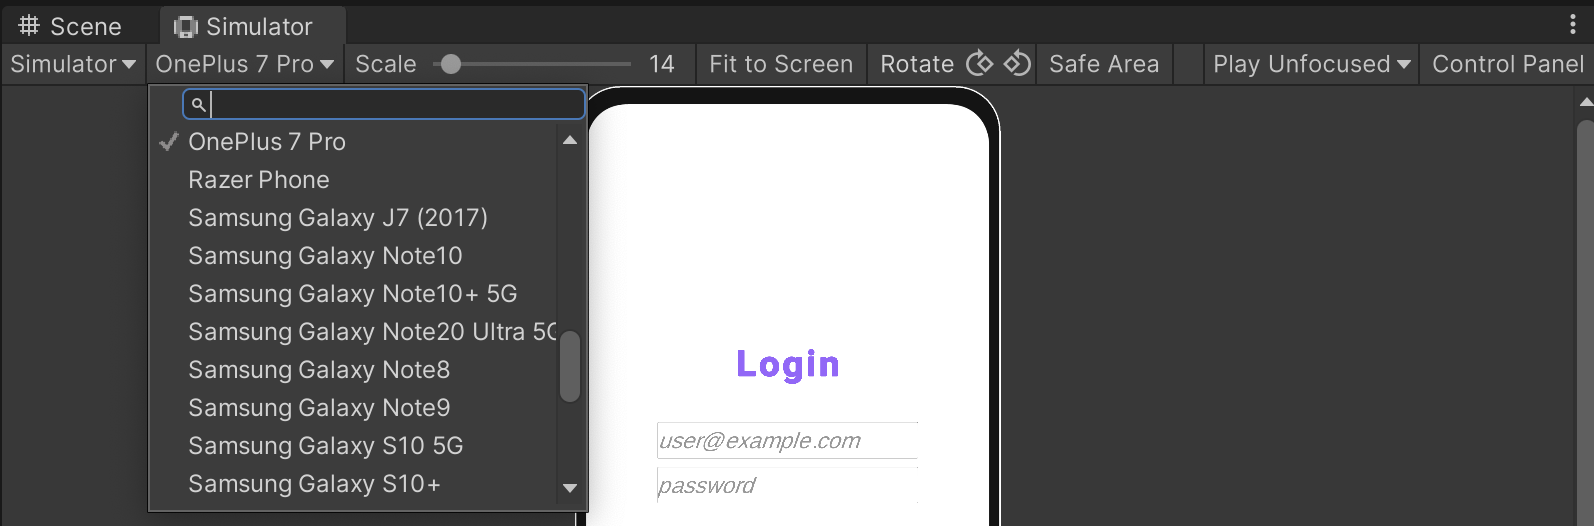 Scene Simulator
Simulator OnePlus 7 Pro Scale 14 Fit to Screen Rotate Safe Area Play Unfocused Control Panel
OnePlus 7 Pro
Razer Phone
Samsung Galaxy J7 (2017)
Samsung Galaxy Note10
Samsung Galaxy Note10+ 5G
Samsung Galaxy Note20 Ultra 5G
Samsung Galaxy Note8
Samsung Galaxy Note9
Samsung Galaxy S10 5G
Samsung Galaxy S10+
Login
user@example.com
password